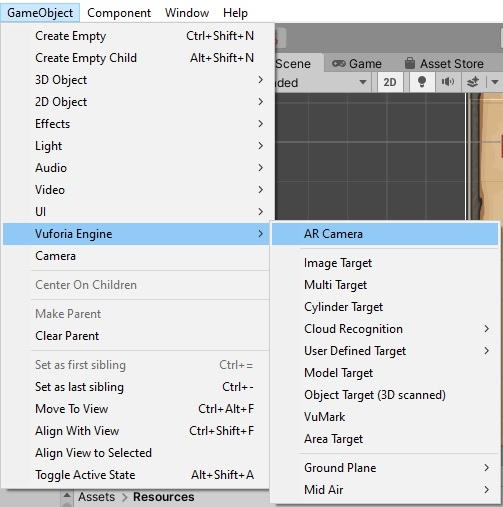 GameObject Component Window Help
Create Empty Ctrl+Shift+N
Create Empty Child Alt+Shift+N
3D Object >
2D Object >
Effects >
Light >
Audio >
Video >
UI >
Vuforia Engine >
Camera
Center On Children
Make Parent
Clear Parent
Set as first sibling Ctrl+=
Set as last sibling Ctrl+-
Move To View Ctrl+Alt+F
Align With View Ctrl+Shift+F
Align View to Selected
Toggle Active State Alt+Shift+A
Scene Game Asset Store
ded 2D
AR Camera
Image Target
Multi Target
Cylinder Target
Cloud Recognition >
User Defined Target >
Model Target
Object Target (3D scanned)
VuMark
Area Target
Ground Plane >
Mid Air >
Assets > Resources